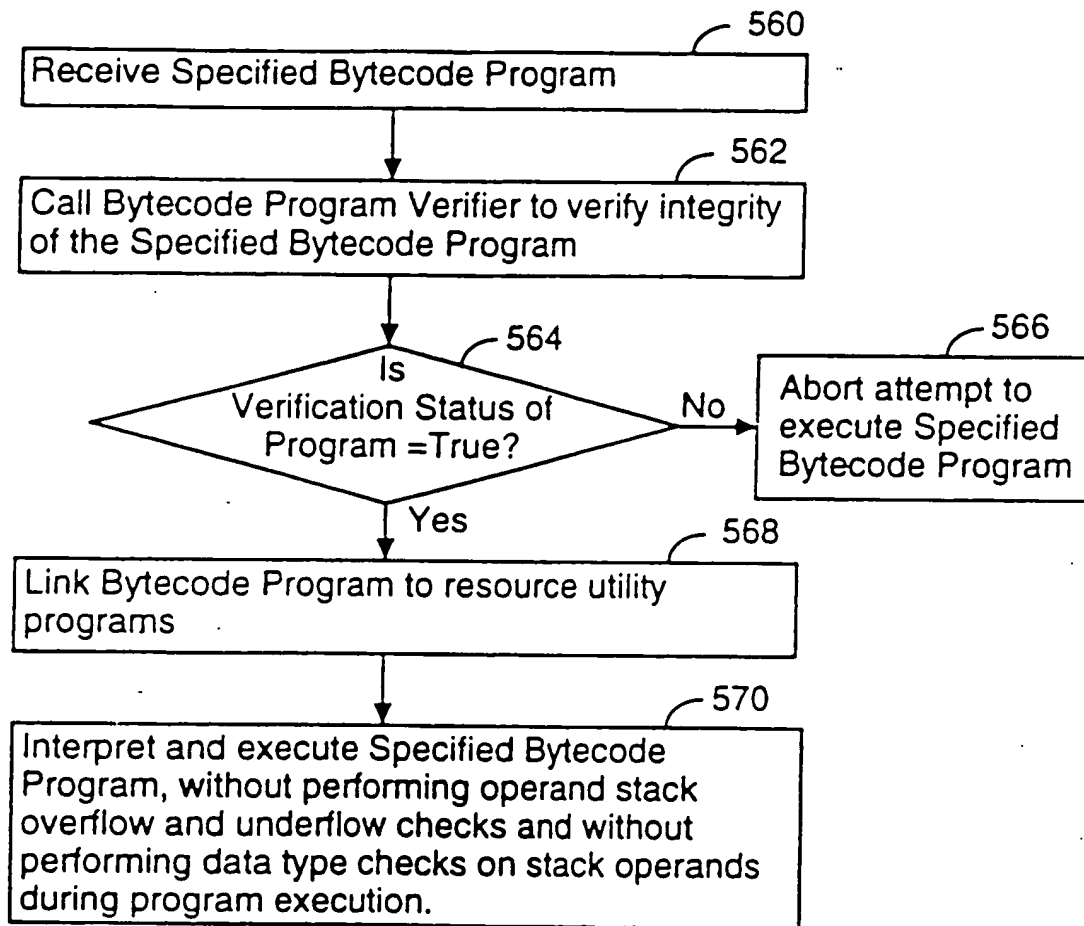 560
Receive Specified Bytecode Program
562
Call Bytecode Program Verifier to verify integrity
of the Specified Bytecode Program
564
Is
Verification Status of
Program =True?
No
566
Abort attempt to
execute Specified
Bytecode Program
Yes
568
Link Bytecode Program to resource utility
programs
570
Interpret and execute Specified Bytecode
Program, without performing operand stack
overflow and underflow checks and without
performing data type checks on stack operands
during program execution.